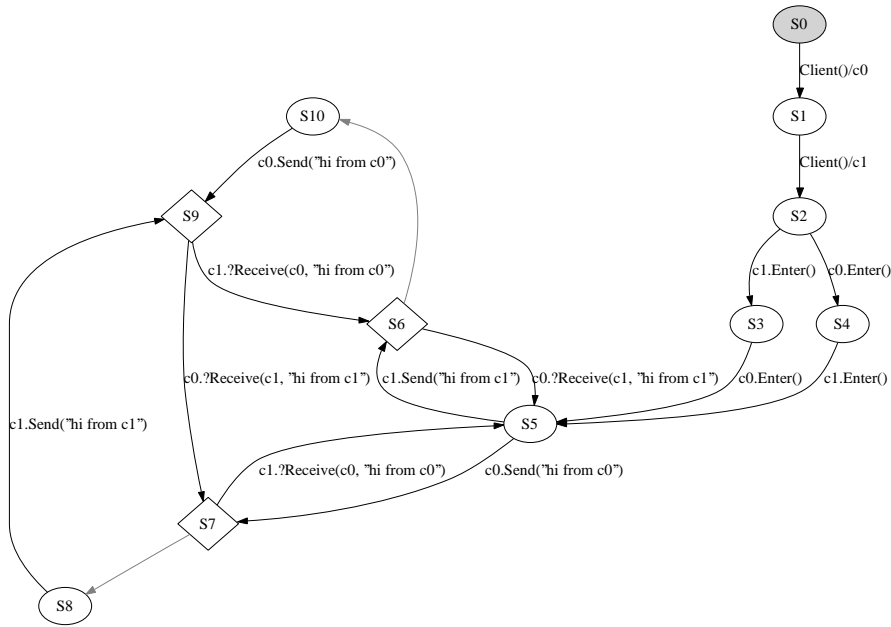 S0
Client()/c0
S10
S1
c0.Send("hi from c0")
Client()/c1
S9
S2
c1.?Receive(c0, "hi from c0")
c1.Enter()
c0.Enter()
S6
S3
S4
c0.?Receive(c1, "hi from c1")
c1.Send("hi from c1")
c0.?Receive(c1, "hi from c1")
c0.Enter()
c1.Enter()
c1.Send("hi from c1")
S5
c1.?Receive(c0, "hi from c0")
c0.Send("hi from c0")
S7
S8